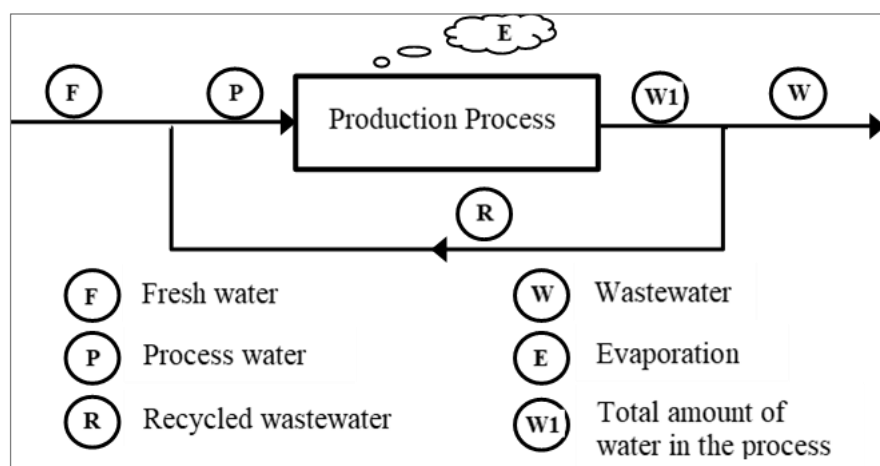 E
F
P
Production Process
W1
W
R
F Fresh water
W Wastewater
P Process water
E Evaporation
R Recycled wastewater
W1 Total amount of
water in the process